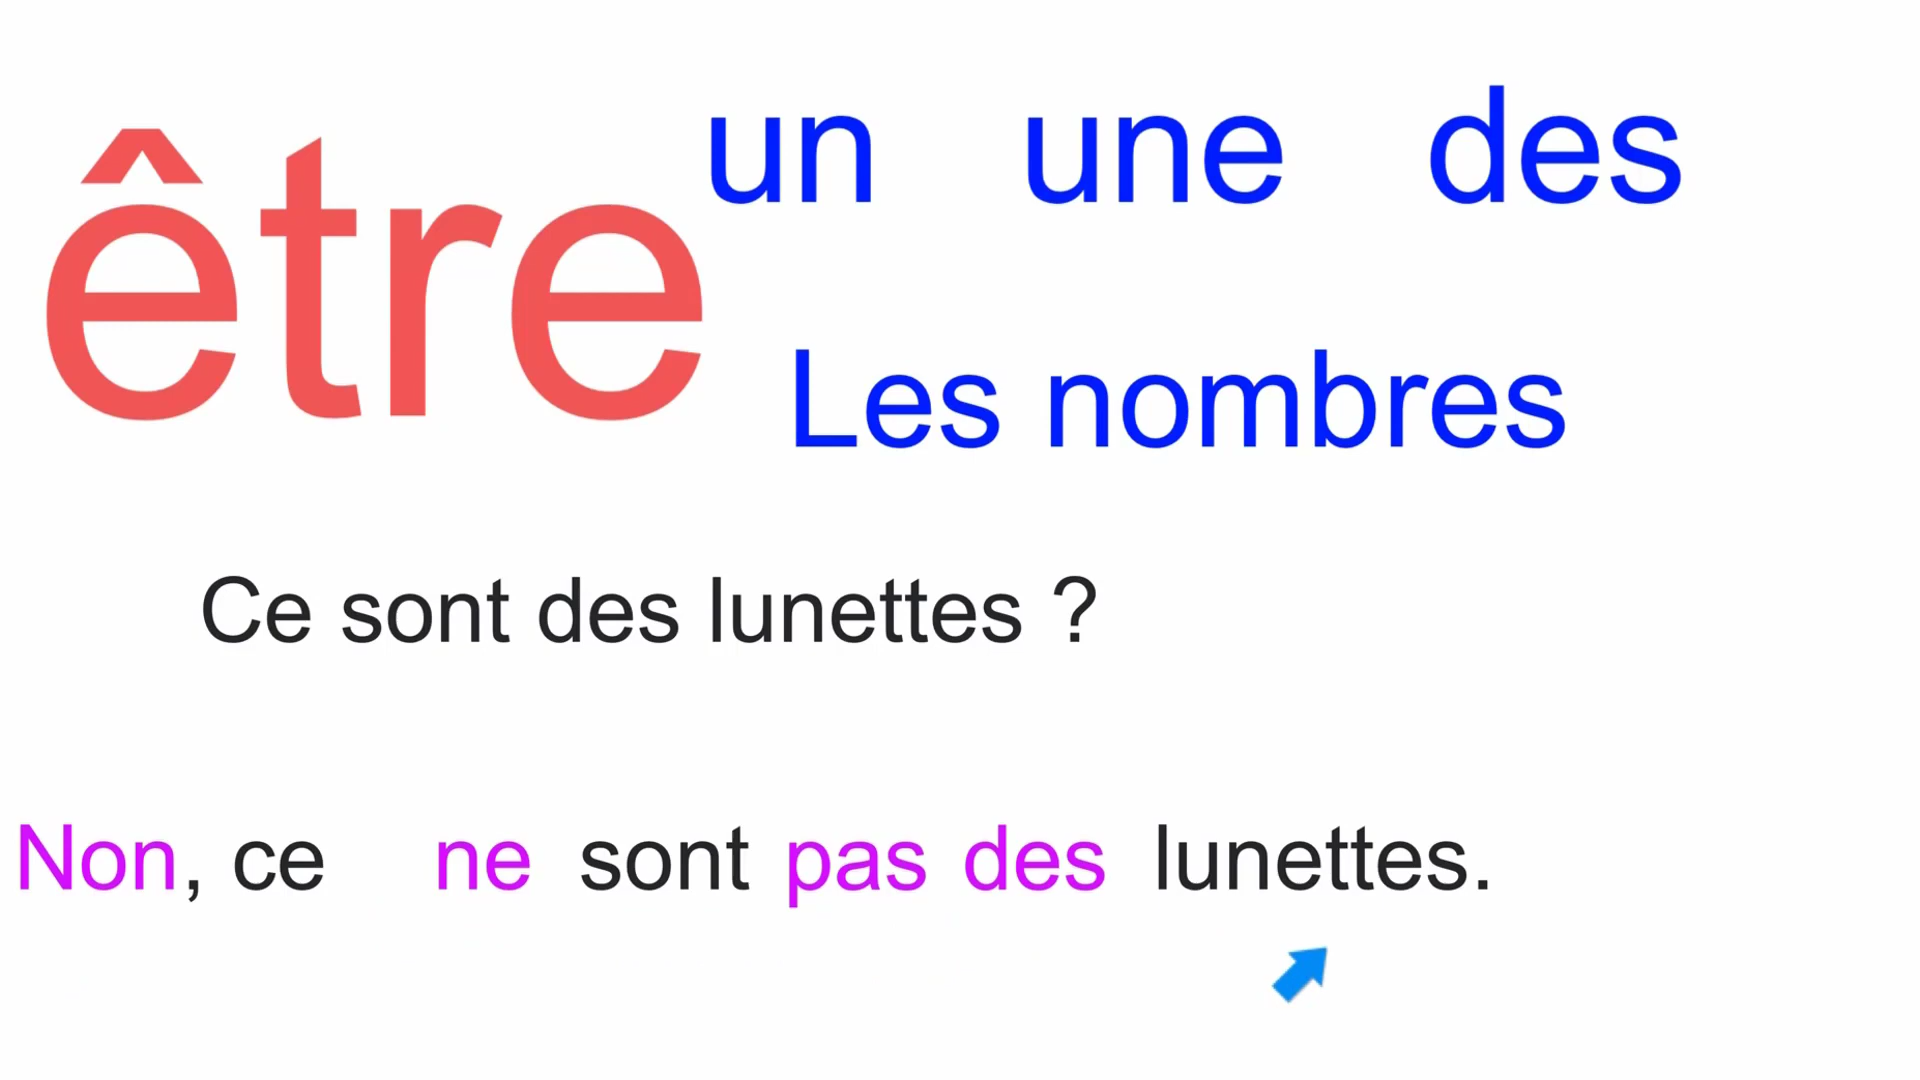 être
un une des
Les nombres
Ce sont des lunettes ?
Non, ce ne sont pas des lunettes.